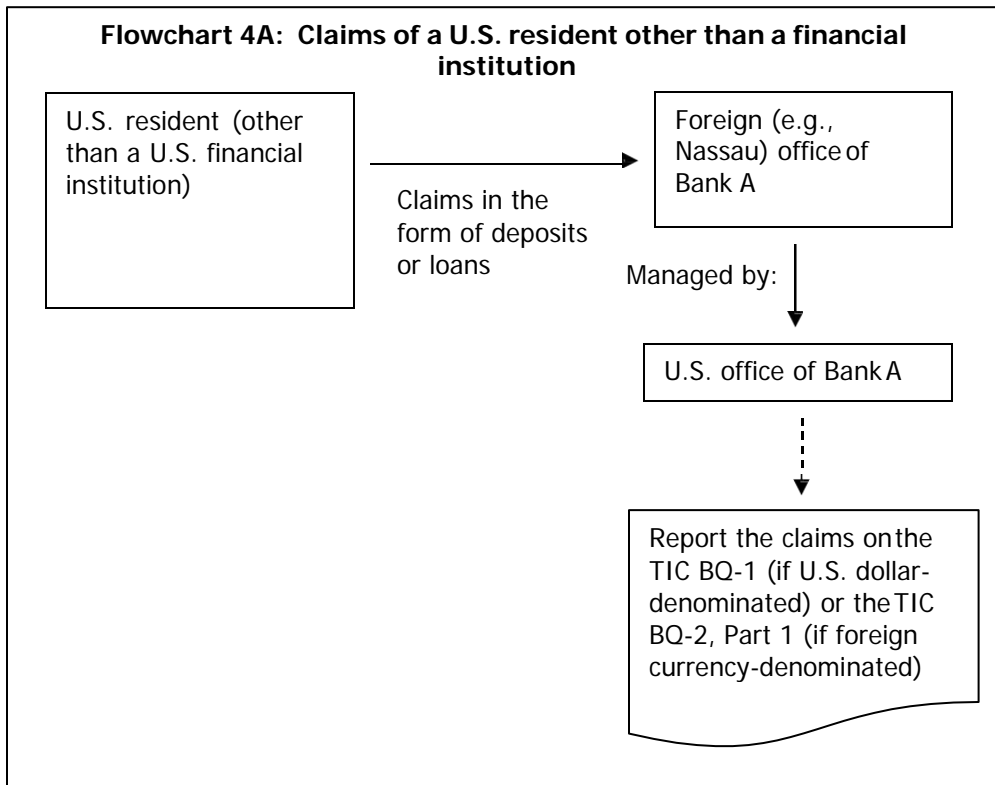 Flowchart 4A: Claims of a U.S. resident other than a financial
institution
U.S. resident (other
than a U.S. financial
institution)
Claims in the
form of deposits
or loans
Foreign (e.g.,
Nassau) office of
Bank A
Managed by:
U.S. office of Bank A
Report the claims on the
TIC BQ-1 (if U.S. dollar-
denominated) or the TIC
BQ-2, Part 1 (if foreign
currency-denominated)